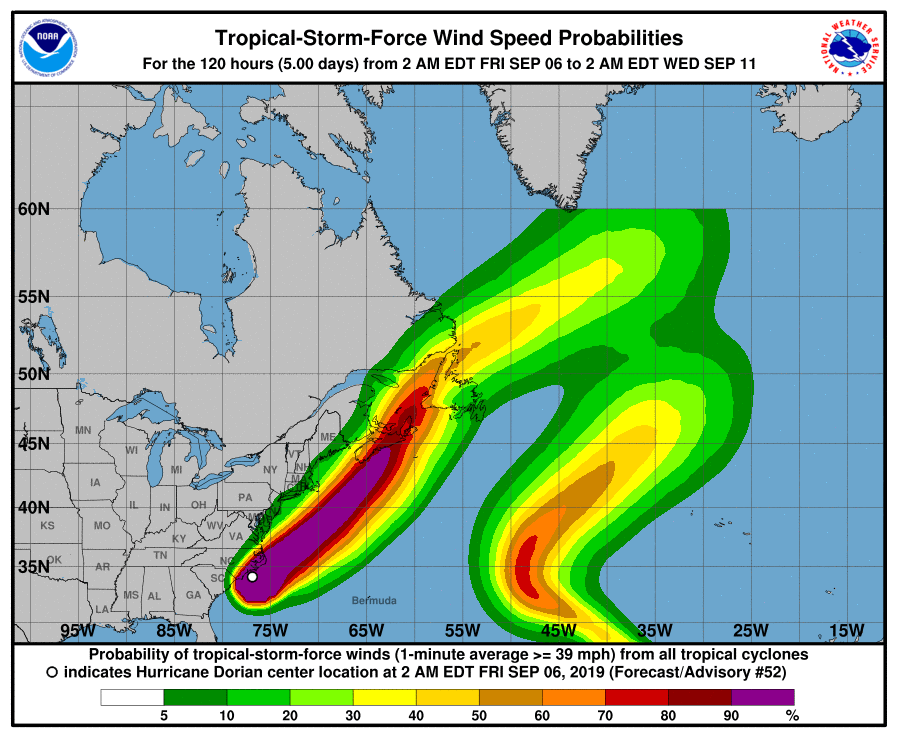 NOAA
NATIONAL WEATHER SERVICE
Tropical-Storm-Force Wind Speed Probabilities
For the 120 hours (5.00 days) from 2 AM EDT FRI SEP 06 to 2 AM EDT WED SEP 11
60N
55N
50N
45N
40N
35N
MN
WI
MI
IA
IL
IN
OH
PA
NY
VT
NH
ME
MA
KS
MO
KY
WV
VA
OK
AR
TN
NC
SC
MS
AL
GA
LA
Bermuda
95W
85W
75W
65W
55W
45W
35W
25W
15W
Probability of tropical-storm-force winds (1-minute average >= 39 mph) from all tropical cyclones
indicates Hurricane Dorian center location at 2 AM EDT FRI SEP 06, 2019 (Forecast/Advisory #52)
5 10 20 30 40 50 60 70 80 90 %